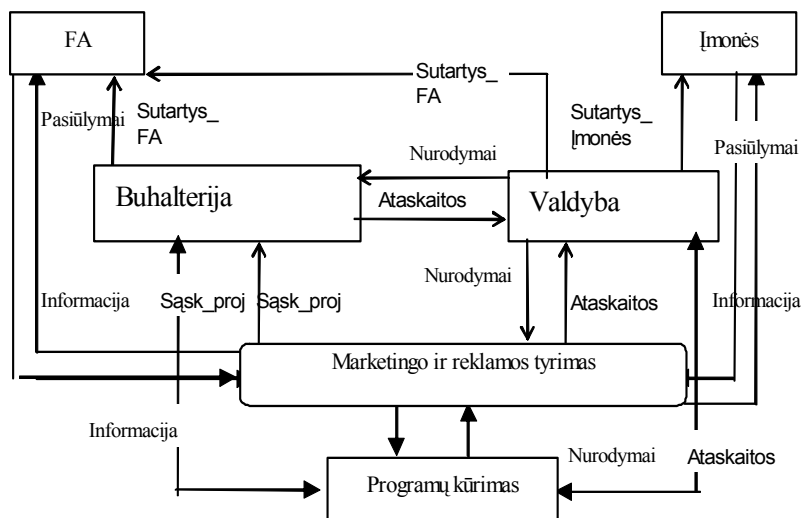 FA
Įmonės
Sutartys_
FA
Pasiūlymai
Sutartys_
FA
Sutartys_
Įmonės
Pasiūlymai
Nurodymai
Buhalterija
Ataskaitos
Valdyba
Nurodymai
Informacija
Sąsk_proj
Sąsk_proj
Ataskaitos
Informacija
Marketingo ir reklamos tyrimas
Informacija
Nurodymai
Ataskaitos
Programų kūrimas